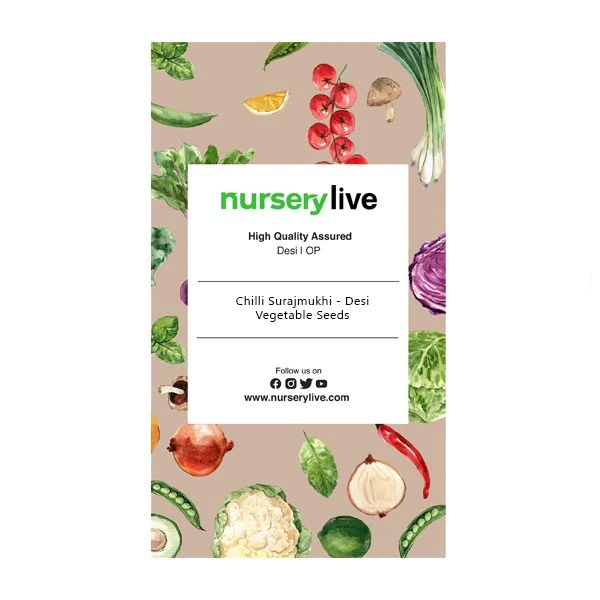 nurserylive
High Quality Assured
Desi I OP
Chilli Surajmukhi - Desi
Vegetable Seeds
Follow us on
www.nurserylive.com